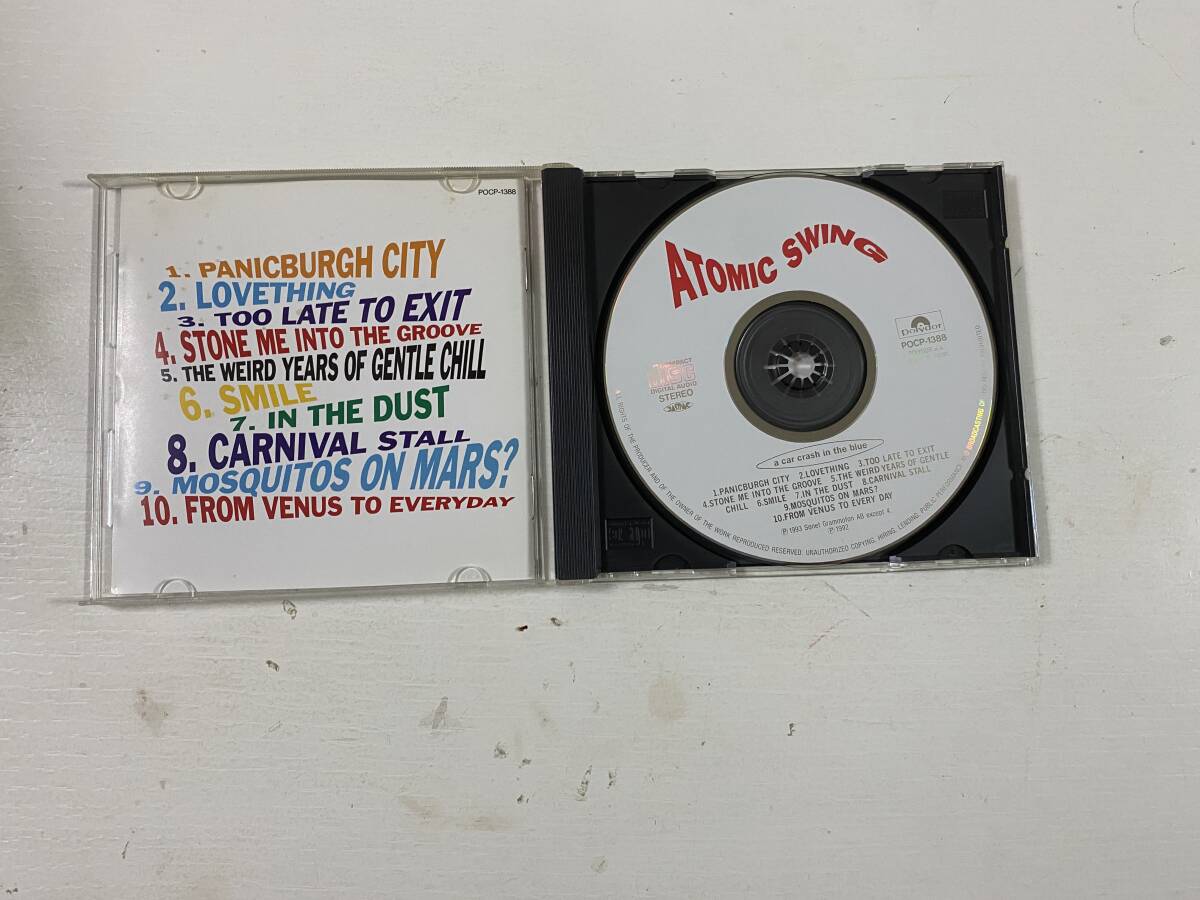 POCP-1388
1. PANICBURGH CITY
2. LOVETHING
3. TOO LATE TO EXIT
4. STONE ME INTO THE GROOVE
5. THE WEIRD YEARS OF GENTLE CHILL
6. SMILE
7. IN THE DUST
8. CARNIVAL STALL
9. MOSQUITOS ON MARS?
10. FROM VENUS TO EVERYDAY
ATOMIC SWING
Polydor
POCP-1388
COMPACT
DISC
DIGITAL AUDIO
STEREO
JASRAC
a car crash in the blue
1.PANICBURGH CITY 2.LOVETHING 3.TOO LATE TO EXIT
4.STONE ME INTO THE GROOVE 5.THE WEIRD YEARS OF GENTLE
CHILL 6.SMILE 7.IN THE DUST 8.CARNIVAL STALL
9.MOSQUITOS ON MARS?
10.FROM VENUS TO EVERY DAY
℗ 1993 Sonet Grammofon AB except 4.
℗ 1992
ALL RIGHTS OF THE PRODUCER AND OF THE OWNER OF THE WORK REPRODUCED RESERVED. UNAUTHORIZED COPYING, HIRING, LENDING, PUBLIC PERFORMANCE BROADCASTING OF